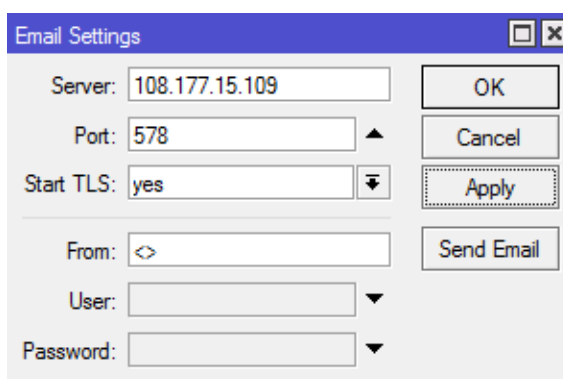 Email Settings
Server: 108.177.15.109 OK
Port: 578 Cancel
Start TLS: yes Apply
From: <> Send Email
User:
Password: